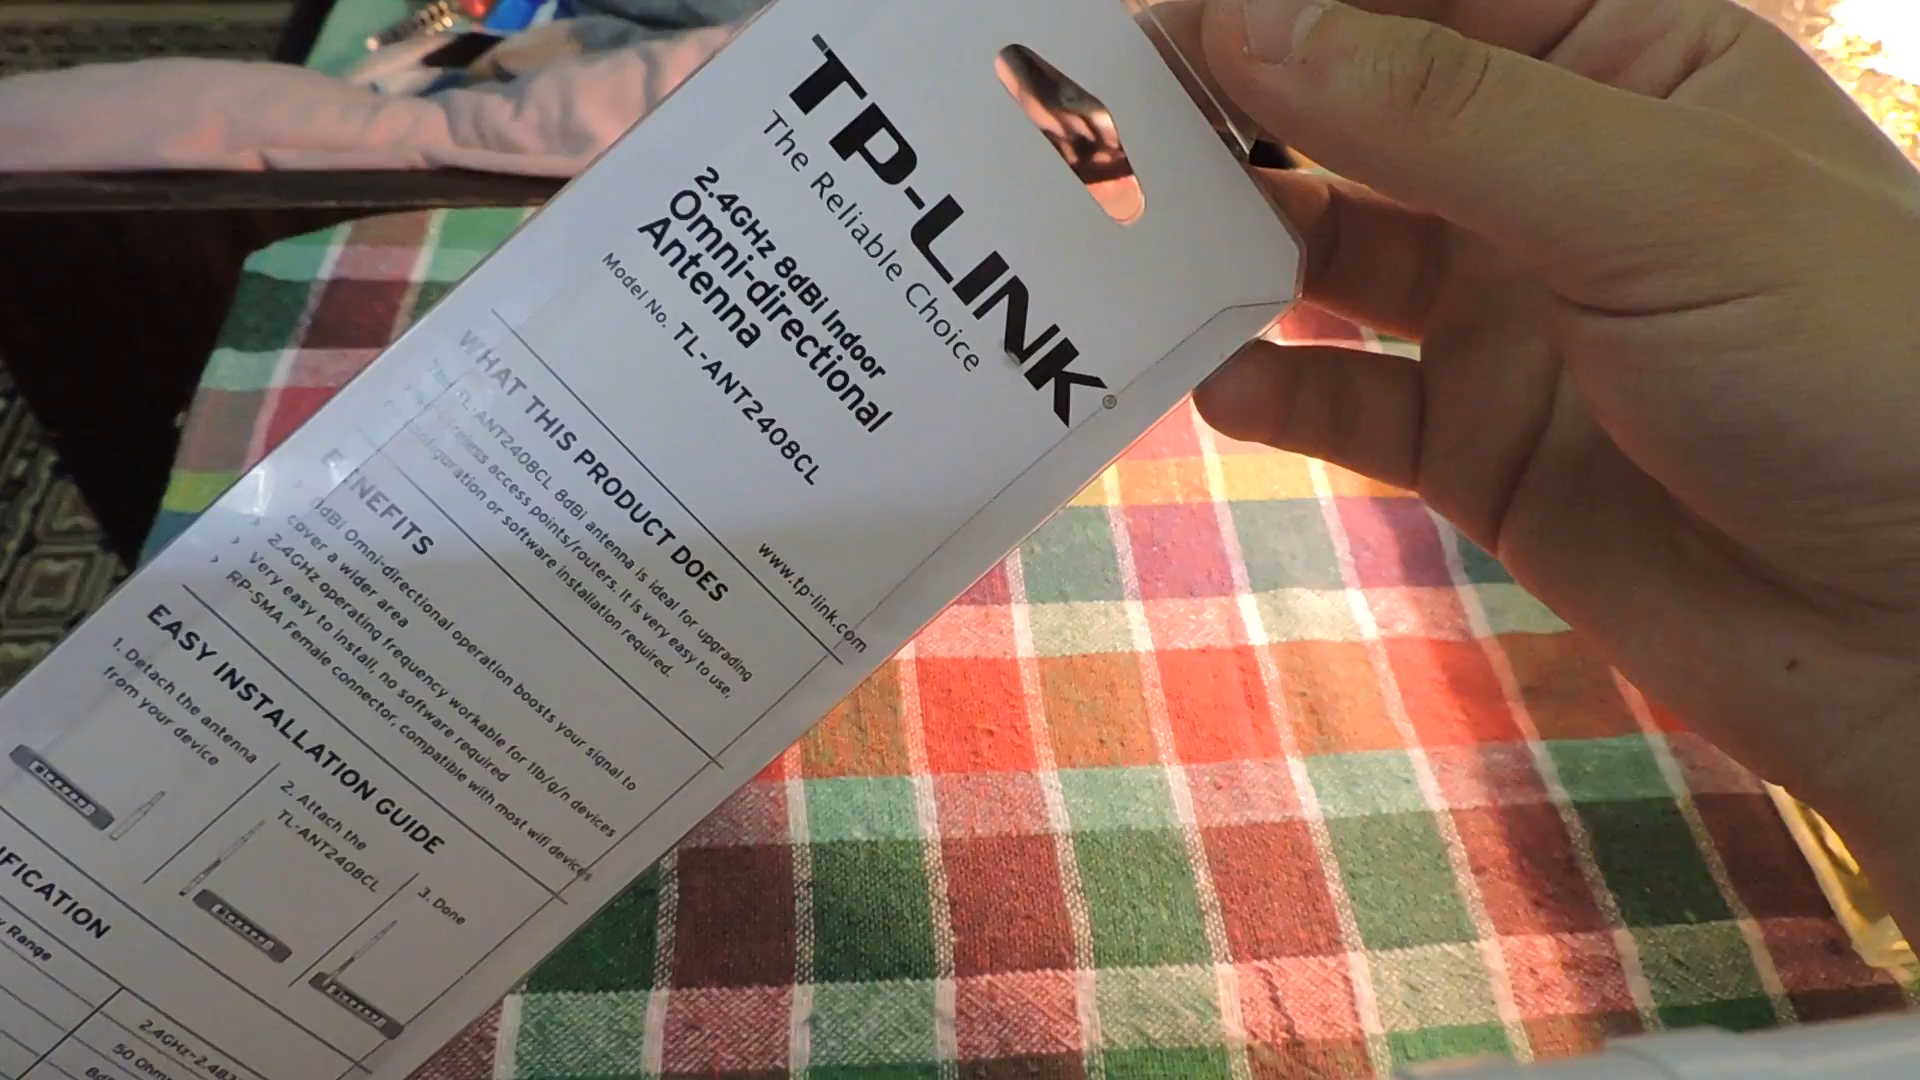 TP-LINK®
The Reliable Choice
2.4GHz 8dBi Indoor
Omni-directional
Antenna
Model No. TL-ANT2408CL
www.tp-link.com
WHAT THIS PRODUCT DOES
TL-ANT2408CL 8dBi antenna is ideal for upgrading
wireless access points/routers. It is very easy to use,
configuration or software installation required.
BENEFITS
› 8dBi Omni-directional operation boosts your signal to
cover a wider area
› 2.4GHz operating frequency workable for 11b/g/n devices
› Very easy to install, no software required
› RP-SMA Female connector, compatible with most wifi devices
EASY INSTALLATION GUIDE
1. Detach the antenna
from your device
2. Attach the
TL-ANT2408CL
3. Done
IFICATION
y Range
2.4GHz~2.483
50 Ohm
8d